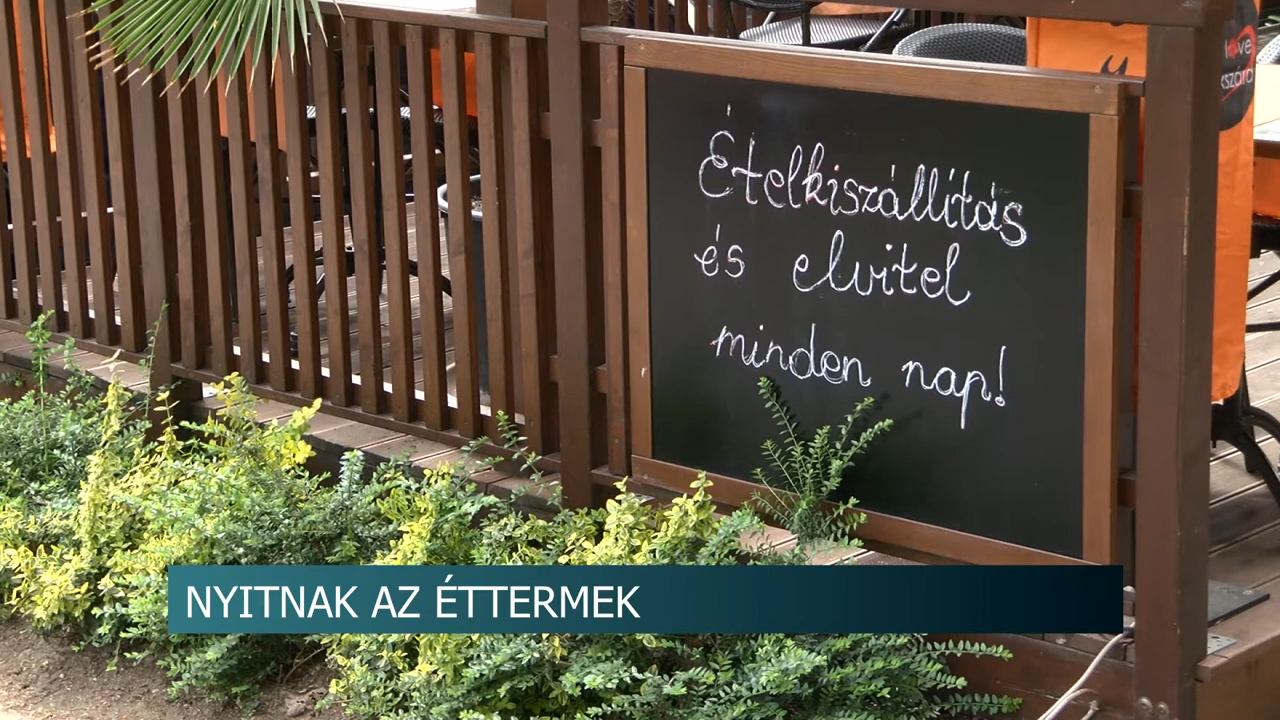 Ételkiszállítás
és elvitel
minden nap!
NYITNAK AZ ÉTTERMEK